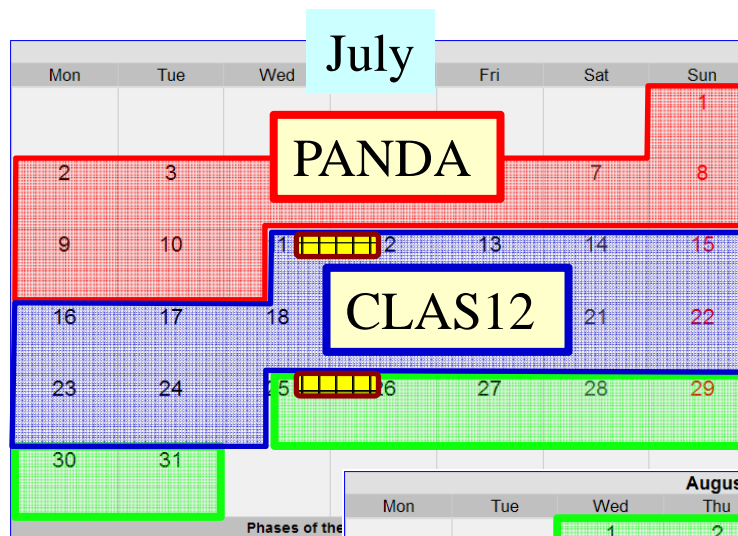 July
Mon Tue Wed Fri Sat Sun
1
PANDA
2 3 7 8
9 10 1 2 13 14 15
CLAS12
16 17 18 21 22
23 24 25 26 27 28 29
30 31
Augus
Mon Tue Wed Thu
Phases of the
1 2